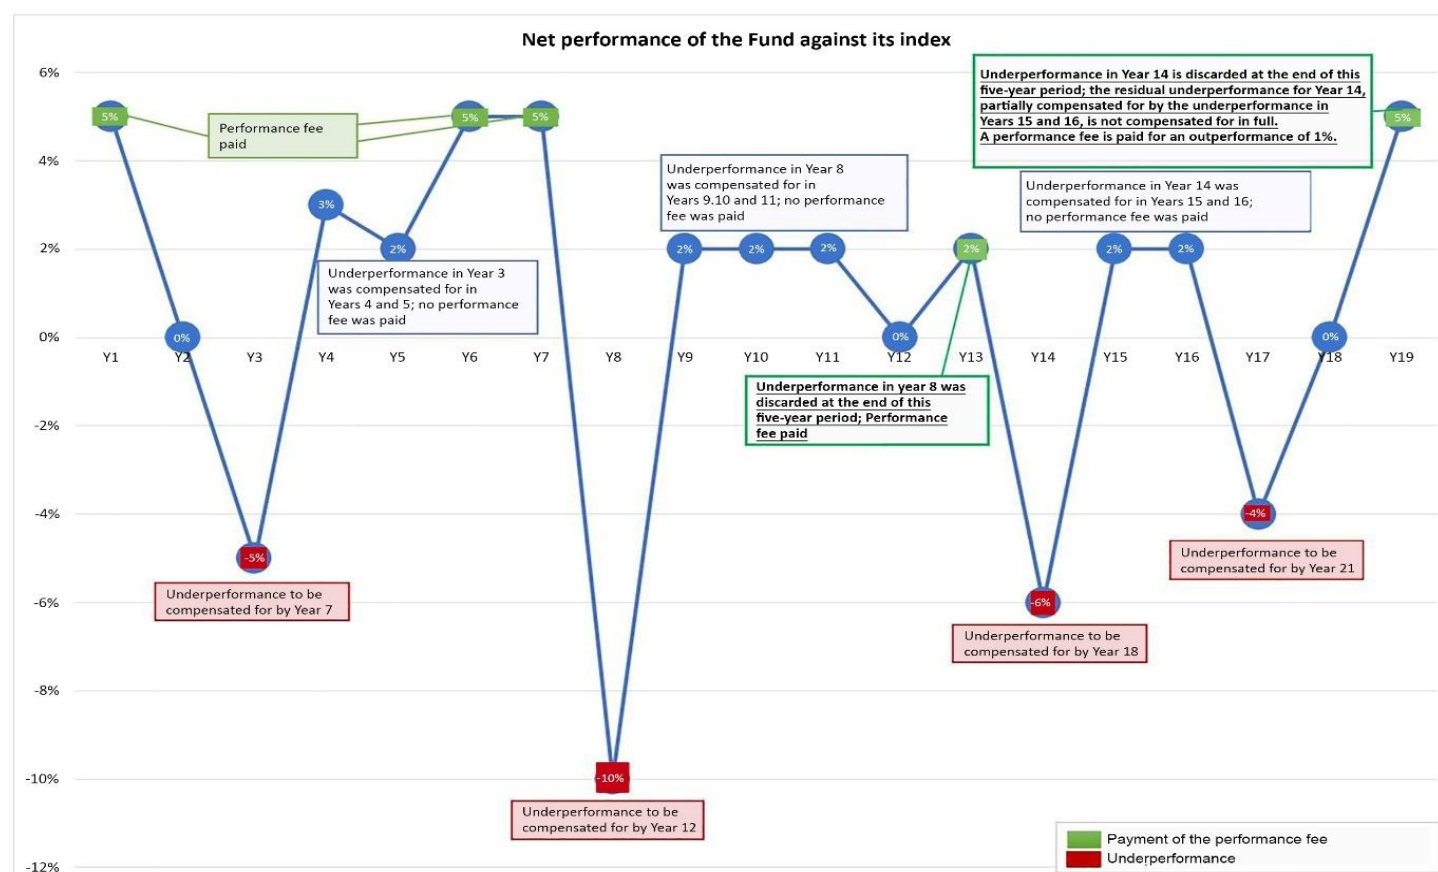 Net performance of the Fund against its index
6%
4%
2%
0%
-2%
-4%
-6%
-8%
-10%
-12%
Y1
Y2
Y3
Y4
Y5
Y6
Y7
Y8
Y9
Y10
Y11
Y12
Y13
Y14
Y15
Y16
Y17
Y18
Y19
5%
0%
-5%
3%
2%
5%
5%
-10%
2%
2%
2%
0%
2%
-6%
2%
2%
-4%
0%
5%
Performance fee
paid
Underperformance in Year 3
was compensated for in
Years 4 and 5; no performance
fee was paid
Underperformance to be
compensated for by Year 7
Underperformance in Year 8
was compensated for in
Years 9.10 and 11; no performance
fee was paid
Underperformance to be
compensated for by Year 12
Underperformance in year 8 was
discarded at the end of this
five-year period; Performance
fee paid
Underperformance in Year 14 is discarded at the end of this
five-year period; the residual underperformance for Year 14,
partially compensated for by the underperformance in
Years 15 and 16, is not compensated for in full.
A performance fee is paid for an outperformance of 1%.
Underperformance in Year 14 was
compensated for in Years 15 and 16;
no performance fee was paid
Underperformance to be
compensated for by Year 18
Underperformance to be
compensated for by Year 21
Payment of the performance fee
Underperformance